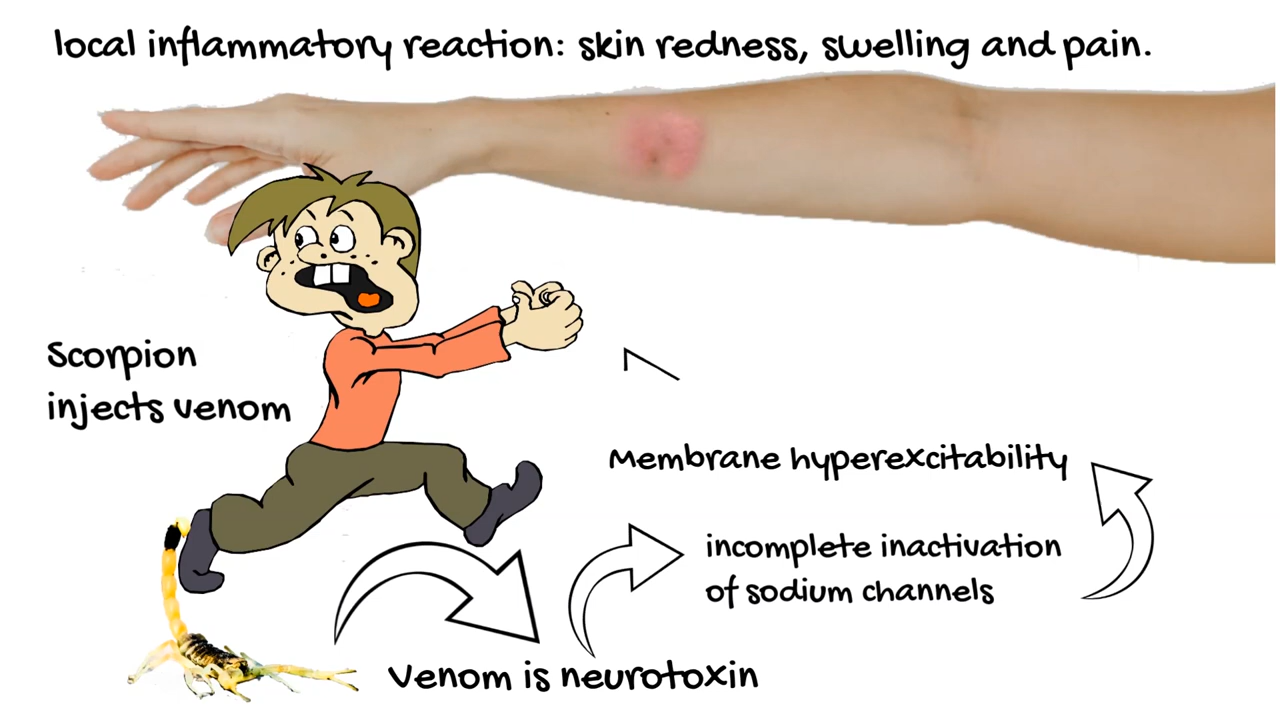 local inflammatory reaction: skin redness, swelling and pain.
Scorpion
injects venom
Membrane hyperexcitability
incomplete inactivation
of sodium channels
Venom is neurotoxin